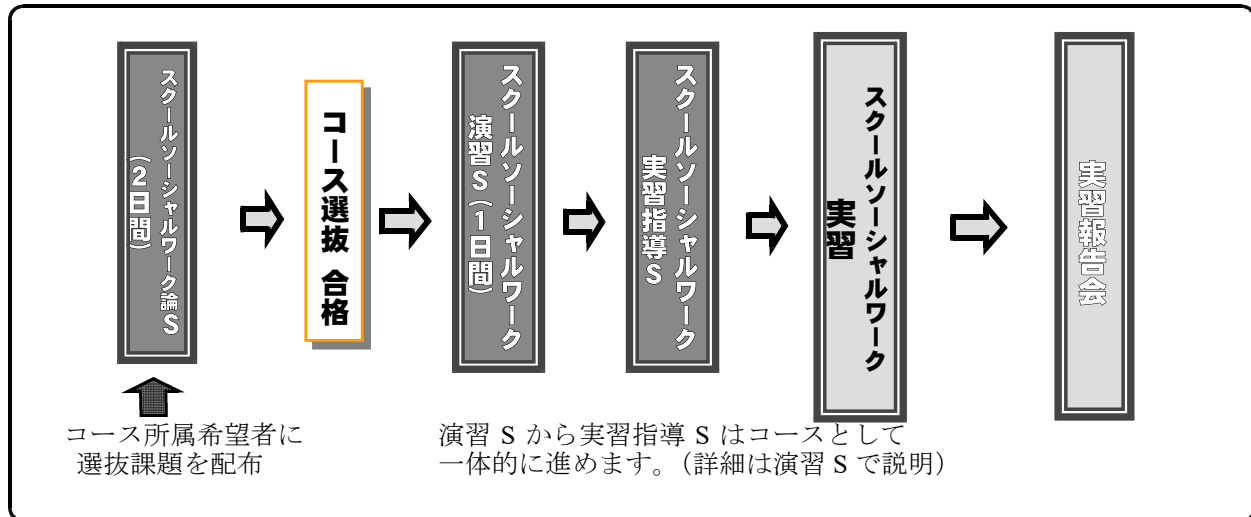 スクールソーシャルワーク論S
(2日間)
コース選抜 合格
スクールソーシャルワーク
演習S(1日間)
スクールソーシャルワーク
実習指導S
スクールソーシャルワーク
実習
実習報告会
コース所属希望者に
選抜課題を配布
演習 S から実習指導 S はコースとして
一体的に進めます。（詳細は演習 S で説明）